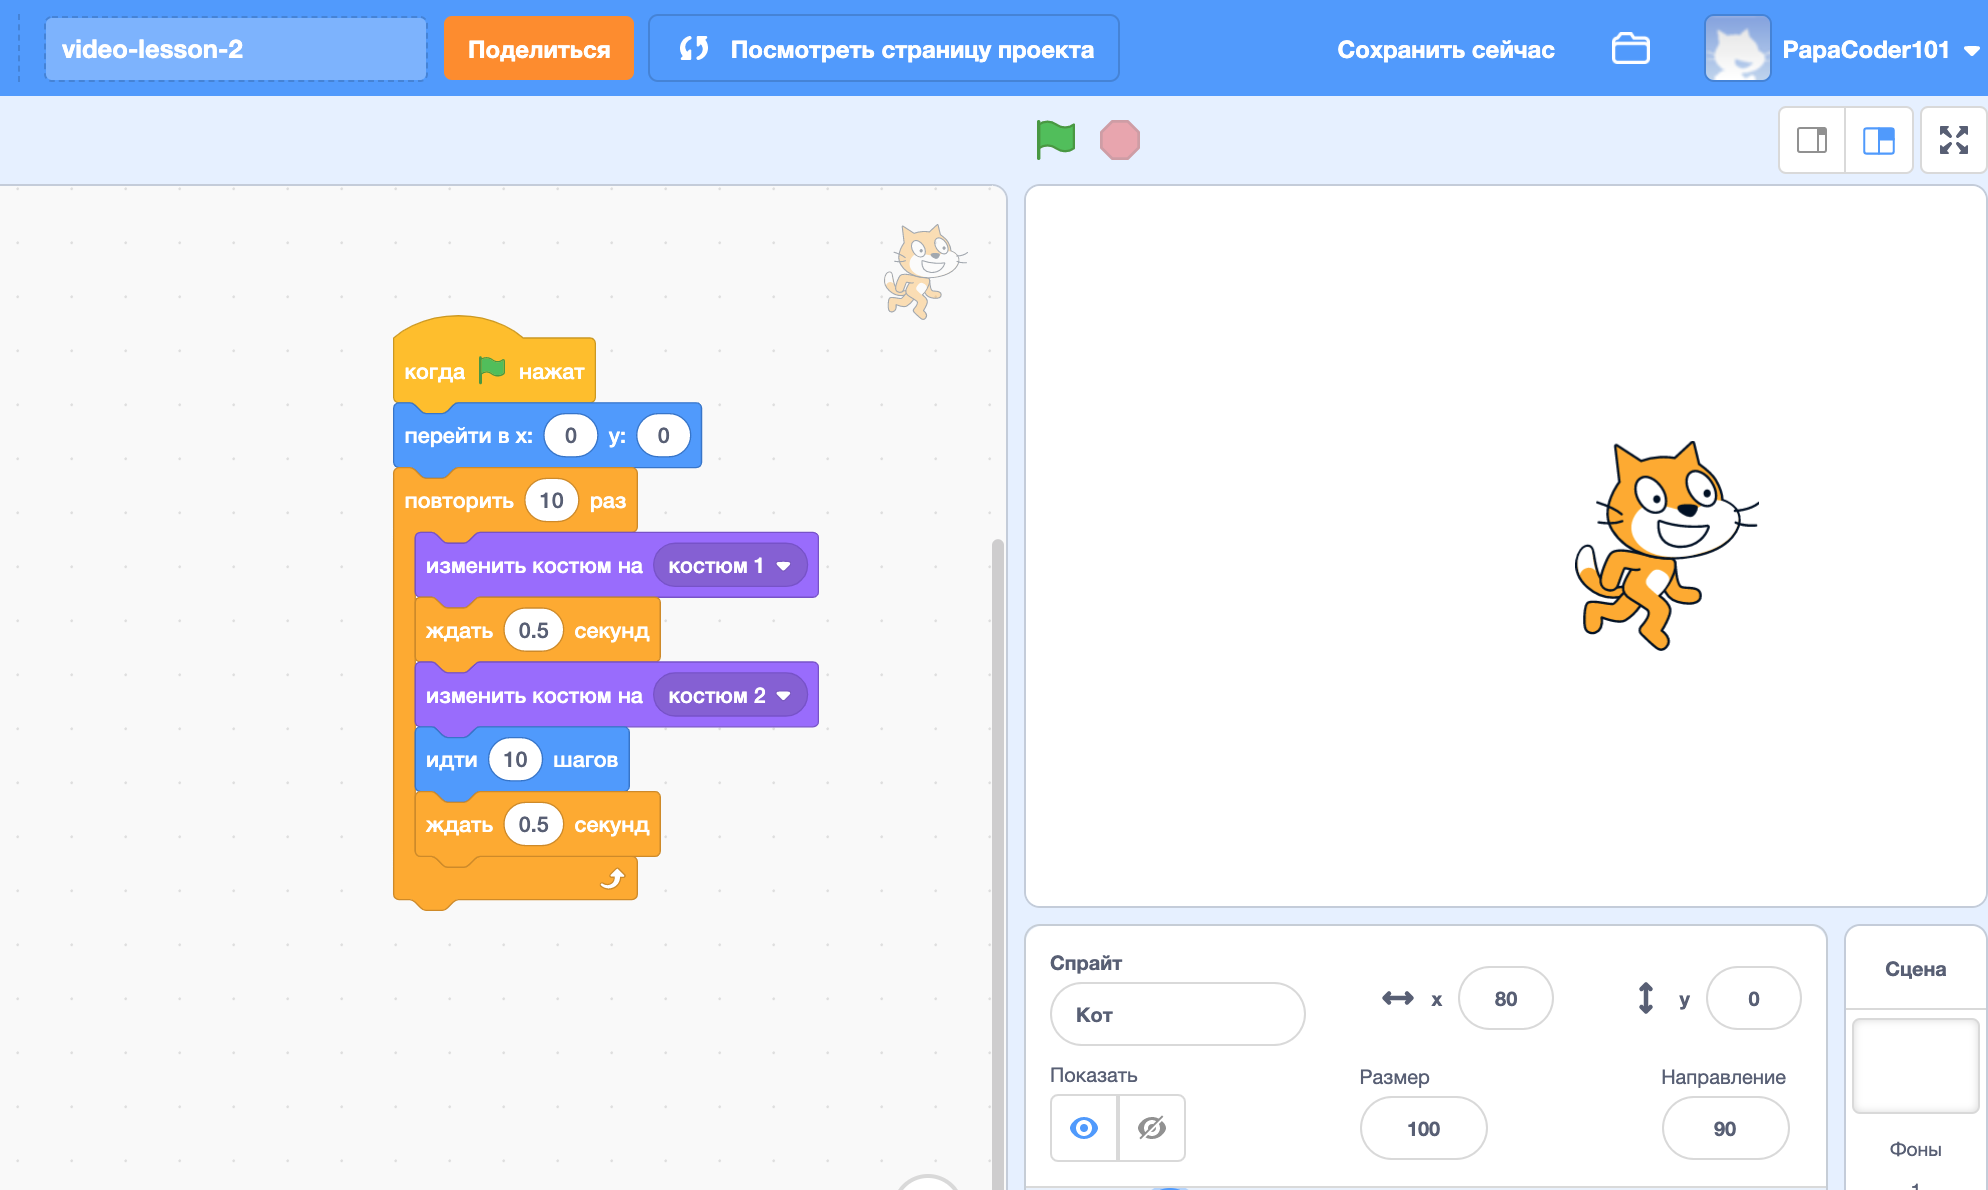 video-lesson-2
Поделиться
Посмотреть страницу проекта
Сохранить сейчас
PapaCoder101
когда нажат
перейти в x: 0 y: 0
повторить 10 раз
изменить костюм на костюм 1
ждать 0.5 секунд
изменить костюм на костюм 2
идти 10 шагов
ждать 0.5 секунд
Спрайт
Кот
x 80
y 0
Показать
Размер
100
Направление
90
Сцена
Фоны
1